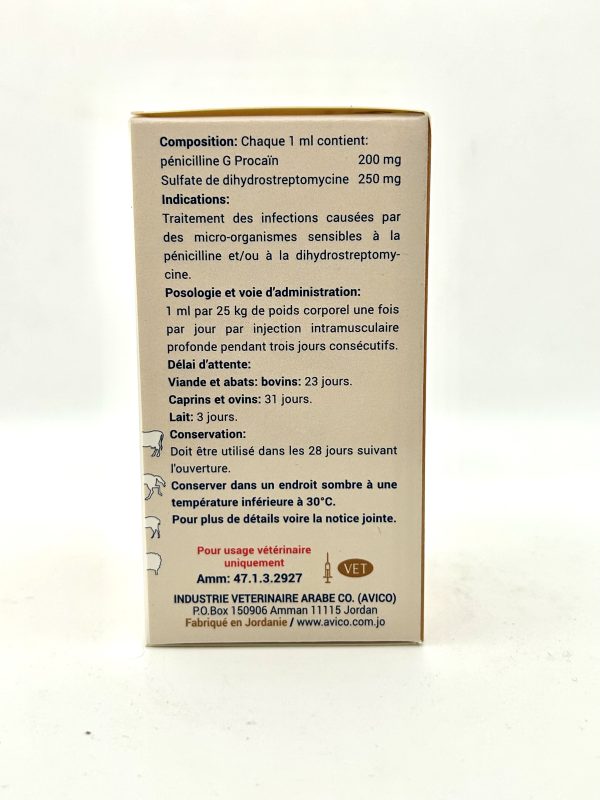 Composition: Chaque 1 ml contient:
pénicilline G Procaïn 200 mg
Sulfate de dihydrostreptomycine 250 mg
Indications:
Traitement des infections causées par
des micro-organismes sensibles à la
pénicilline et/ou à la dihydrostreptomy-
cine.
Posologie et voie d'administration:
1 ml par 25 kg de poids corporel une fois
par jour par injection intramusculaire
profonde pendant trois jours consécutifs.
Délai d'attente:
Viande et abats: bovins: 23 jours.
Caprins et ovins: 31 jours.
Lait: 3 jours.
Conservation:
Doit être utilisé dans les 28 jours suivant
l'ouverture.
Conserver dans un endroit sombre à une
température inférieure à 30°C.
Pour plus de détails voire la notice jointe.
Pour usage vétérinaire
uniquement
Amm: 47.1.3.2927
VET
INDUSTRIE VETERINAIRE ARABE CO. (AVICO)
P.O.Box 150906 Amman 11115 Jordan
Fabriqué en Jordanie / www.avico.com.jo